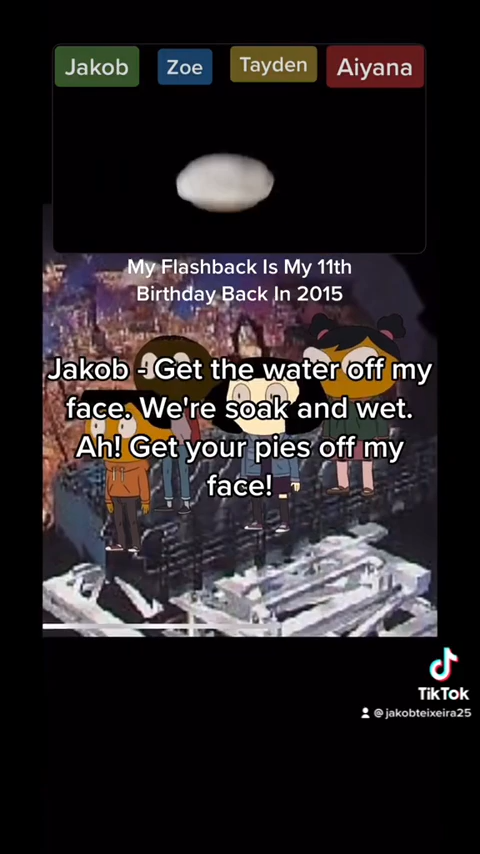 Jakob
Zoe
Tayden
Aiyana
My Flashback Is My 11th
Birthday Back In 2015
Jakob - Get the water off my
face. We're soak and wet.
Ah! Get your pies off my
face!
TikTok
@jakobteixeira25